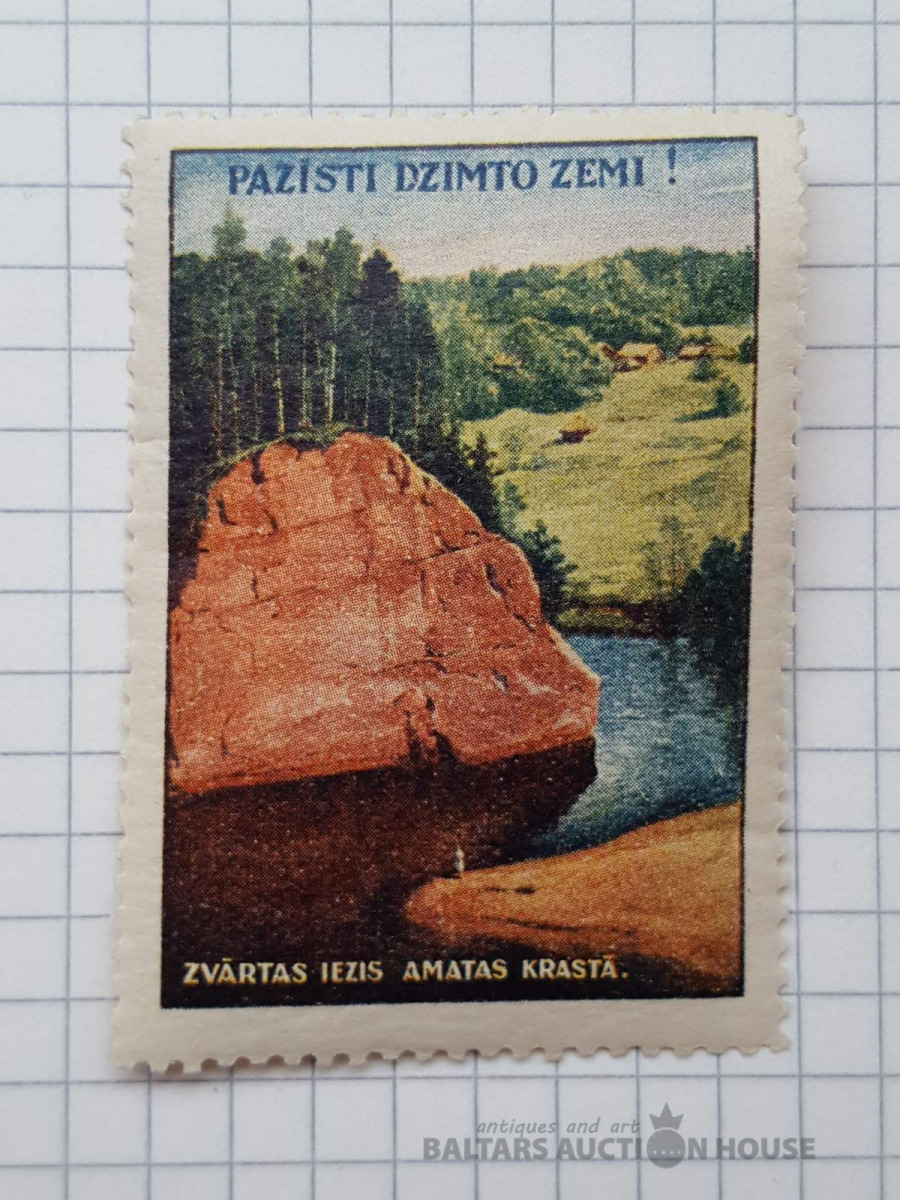 PAZĪSTI DZIMTO ZEMI !
ZVĀRTAS IEZIS AMATAS KRASTĀ.
antiques and art
BALTARS AUCTION HOUSE